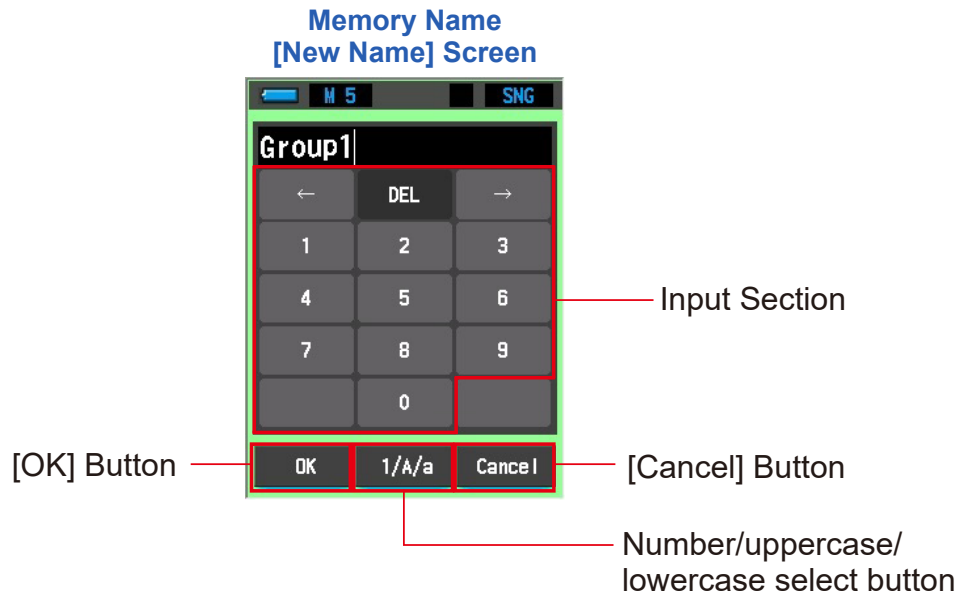 Memory Name
[New Name] Screen
M 5 SNG
Group1
← DEL →
1 2 3
4 5 6
Input Section
7 8 9
0
[OK] Button
OK 1/A/a Cancel
[Cancel] Button
Number/uppercase/
lowercase select button